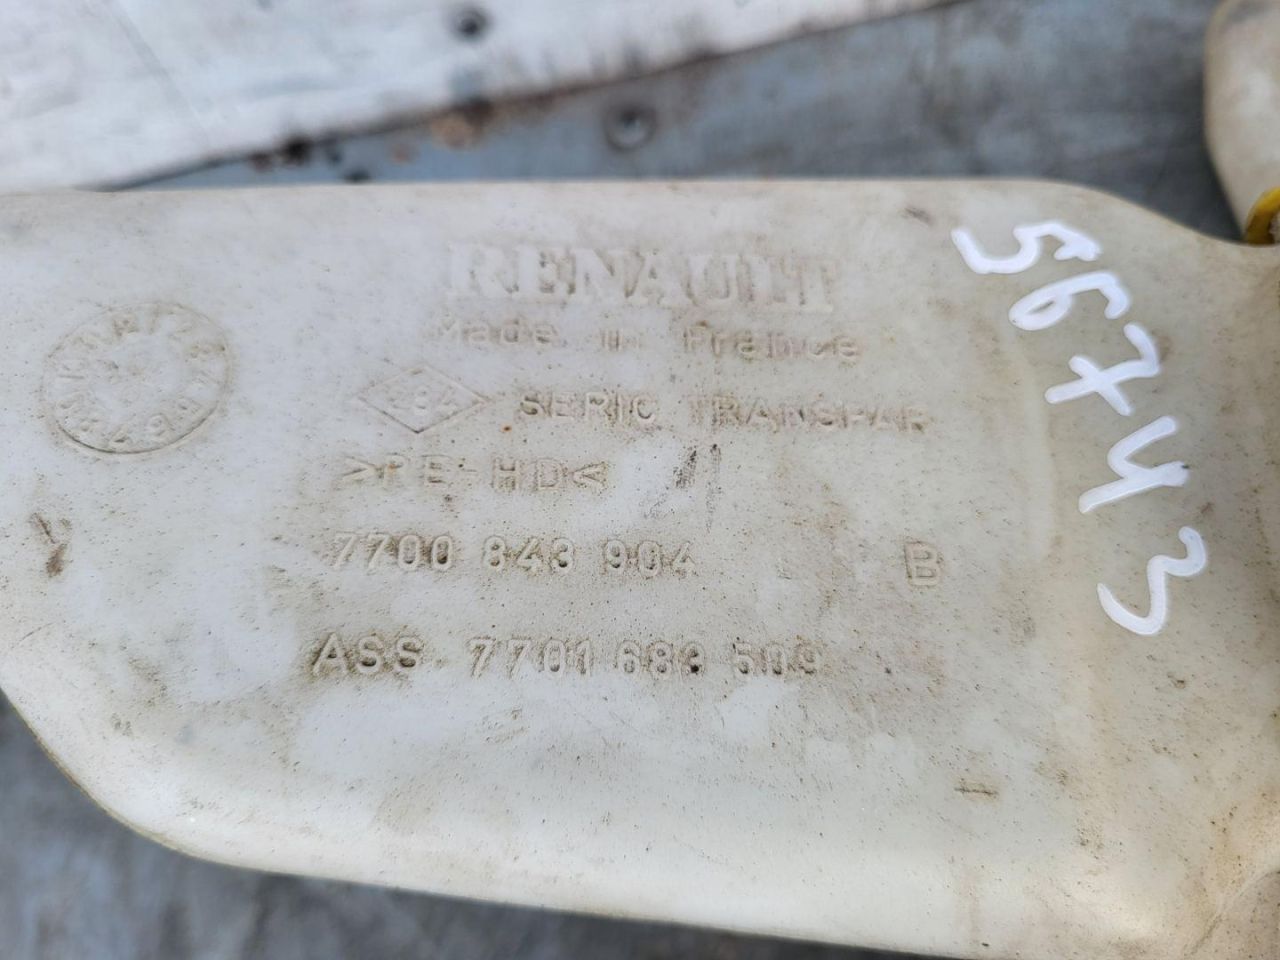 RENAULT
Made in France
SERIC TRANSPAR
>PE-HD<
7700 843 904 B
ASS. 7701 683 509
56743